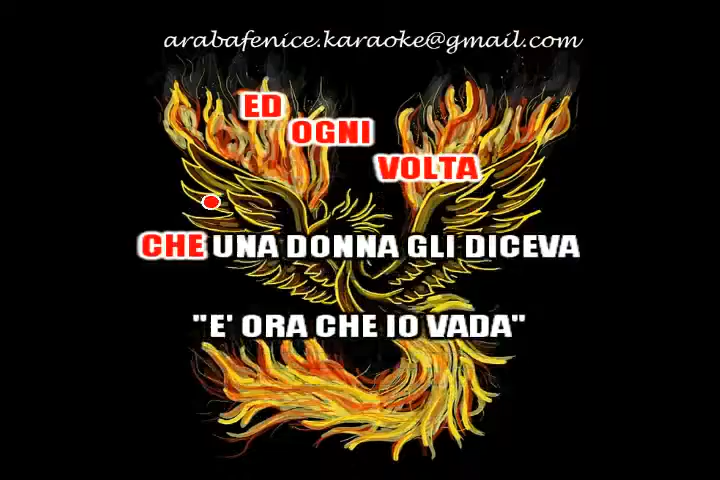 arabafenice.karaoke@gmail.com
ED
OGNI
VOLTA
CHE UNA DONNA GLI DICEVA
"E' ORA CHE IO VADA"